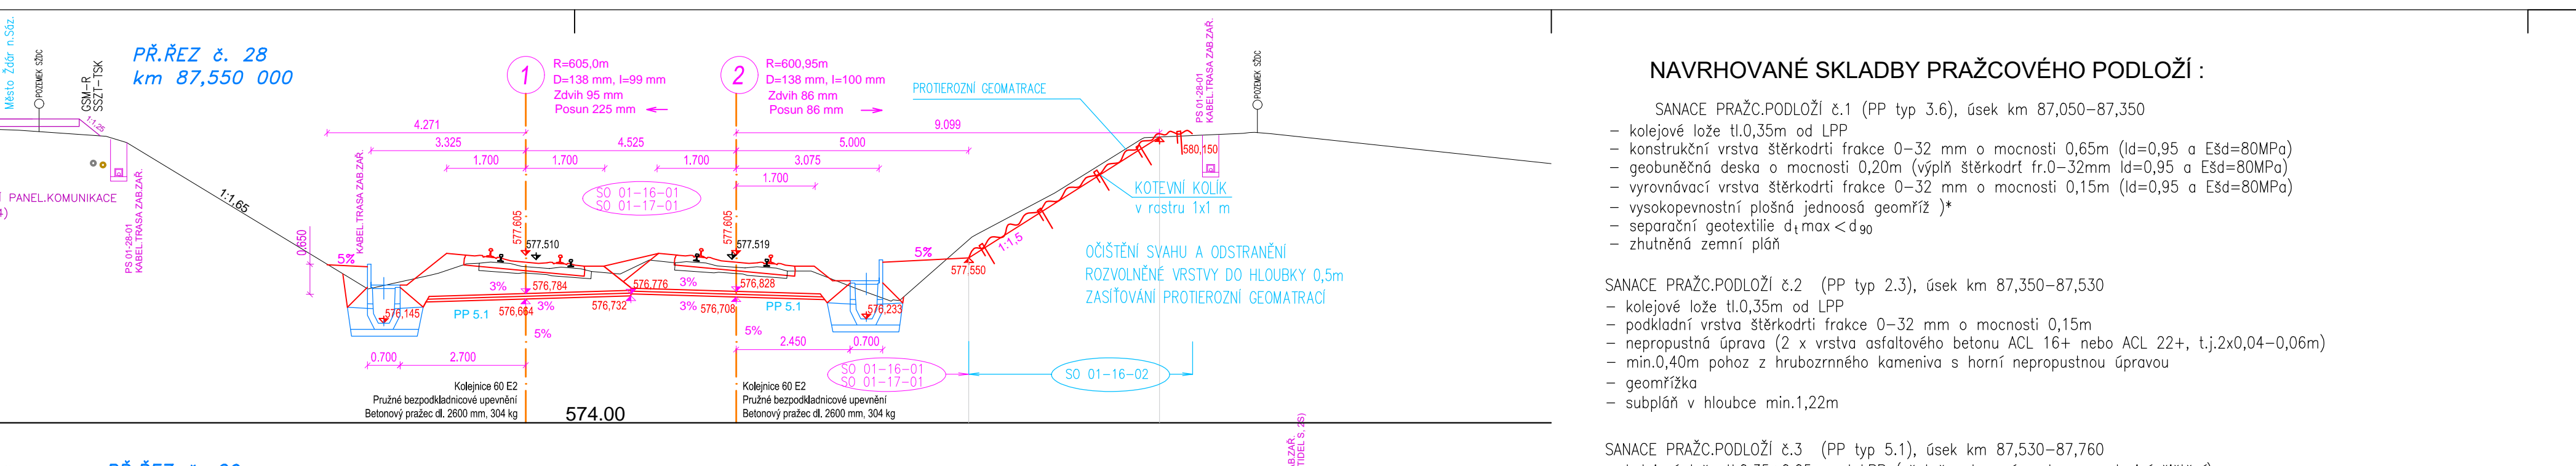 Město Žďár n.Sáz.
POZEMEK SŽDC
GSM-R
SSZT-TSK
PŘ.ŘEZ č. 28
km 87,550 000
1:1,25
PANEL.KOMUNIKACE
PS 01-28-01
KABEL.TRASA ZAB.ZAŘ.
1:1,65
0.650
5%
KABEL.TRASA ZAB.ZAŘ.
1
R=605,0m
D=138 mm, I=99 mm
Zdvih 95 mm
Posun 225 mm
2
R=600,95m
D=138 mm, I=100 mm
Zdvih 86 mm
Posun 86 mm
PROTIEROZNÍ GEOMATRACE
PS 01-28-01
KABEL.TRASA ZAB.ZAŘ.
POZEMEK SŽDC
4.271
9.099
3.325
4.525
5.000
1.700
1.700
1.700
3.075
1.700
580,150
SO 01-16-01
SO 01-17-01
KOTEVNÍ KOLÍK
v rastru 1x1 m
577.605
577.510
577.605
577,519
5%
577,550
1:1,5
OČIŠTĚNÍ SVAHU A ODSTRANĚNÍ
ROZVOLNĚNÉ VRSTVY DO HLOUBKY 0,5m
ZASÍŤOVÁNÍ PROTIEROZNÍ GEOMATRACÍ
3%
576,784
576,776
3%
576,828
576,145
PP 5.1
576,664
3%
576,732
3%
576,708
PP 5.1
576,233
5%
5%
0.700
2.700
2.450
0.700
SO 01-16-01
SO 01-17-01
SO 01-16-02
Kolejnice 60 E2
Pružné bezpodkladnicové upevnění
Betonový pražec dl. 2600 mm, 304 kg
574.00
Kolejnice 60 E2
Pružné bezpodkladnicové upevnění
Betonový pražec dl. 2600 mm, 304 kg
NAVRHOVANÉ SKLADBY PRAŽCOVÉHO PODLOŽÍ :
SANACE PRAŽC.PODLOŽÍ č.1 (PP typ 3.6), úsek km 87,050-87,350
- kolejové lože tl.0,35m od LPP
- konstrukční vrstva štěrkodrti frakce 0-32 mm o mocnosti 0,65m (Id=0,95 a Ešd=80MPa)
- geobuněčná deska o mocnosti 0,20m (výplň štěrkodrť fr.0-32mm Id=0,95 a Ešd=80MPa)
- vyrovnávací vrstva štěrkodrti frakce 0-32 mm o mocnosti 0,15m (Id=0,95 a Ešd=80MPa)
- vysokopevnostní plošná jednoosá geomříž )*
- separační geotextilie dt max < d90
- zhutněná zemní pláň
SANACE PRAŽC.PODLOŽÍ č.2 (PP typ 2.3), úsek km 87,350-87,530
- kolejové lože tl.0,35m od LPP
- podkladní vrstva štěrkodrti frakce 0-32 mm o mocnosti 0,15m
- nepropustná úprava (2 x vrstva asfaltového betonu ACL 16+ nebo ACL 22+, t.j.2x0,04-0,06m)
- min.0,40m pohoz z hrubozrnného kameniva s horní nepropustnou úpravou
- geomřížka
- subpláň v hloubce min.1,22m
SANACE PRAŽC.PODLOŽÍ č.3 (PP typ 5.1), úsek km 87,530-87,760